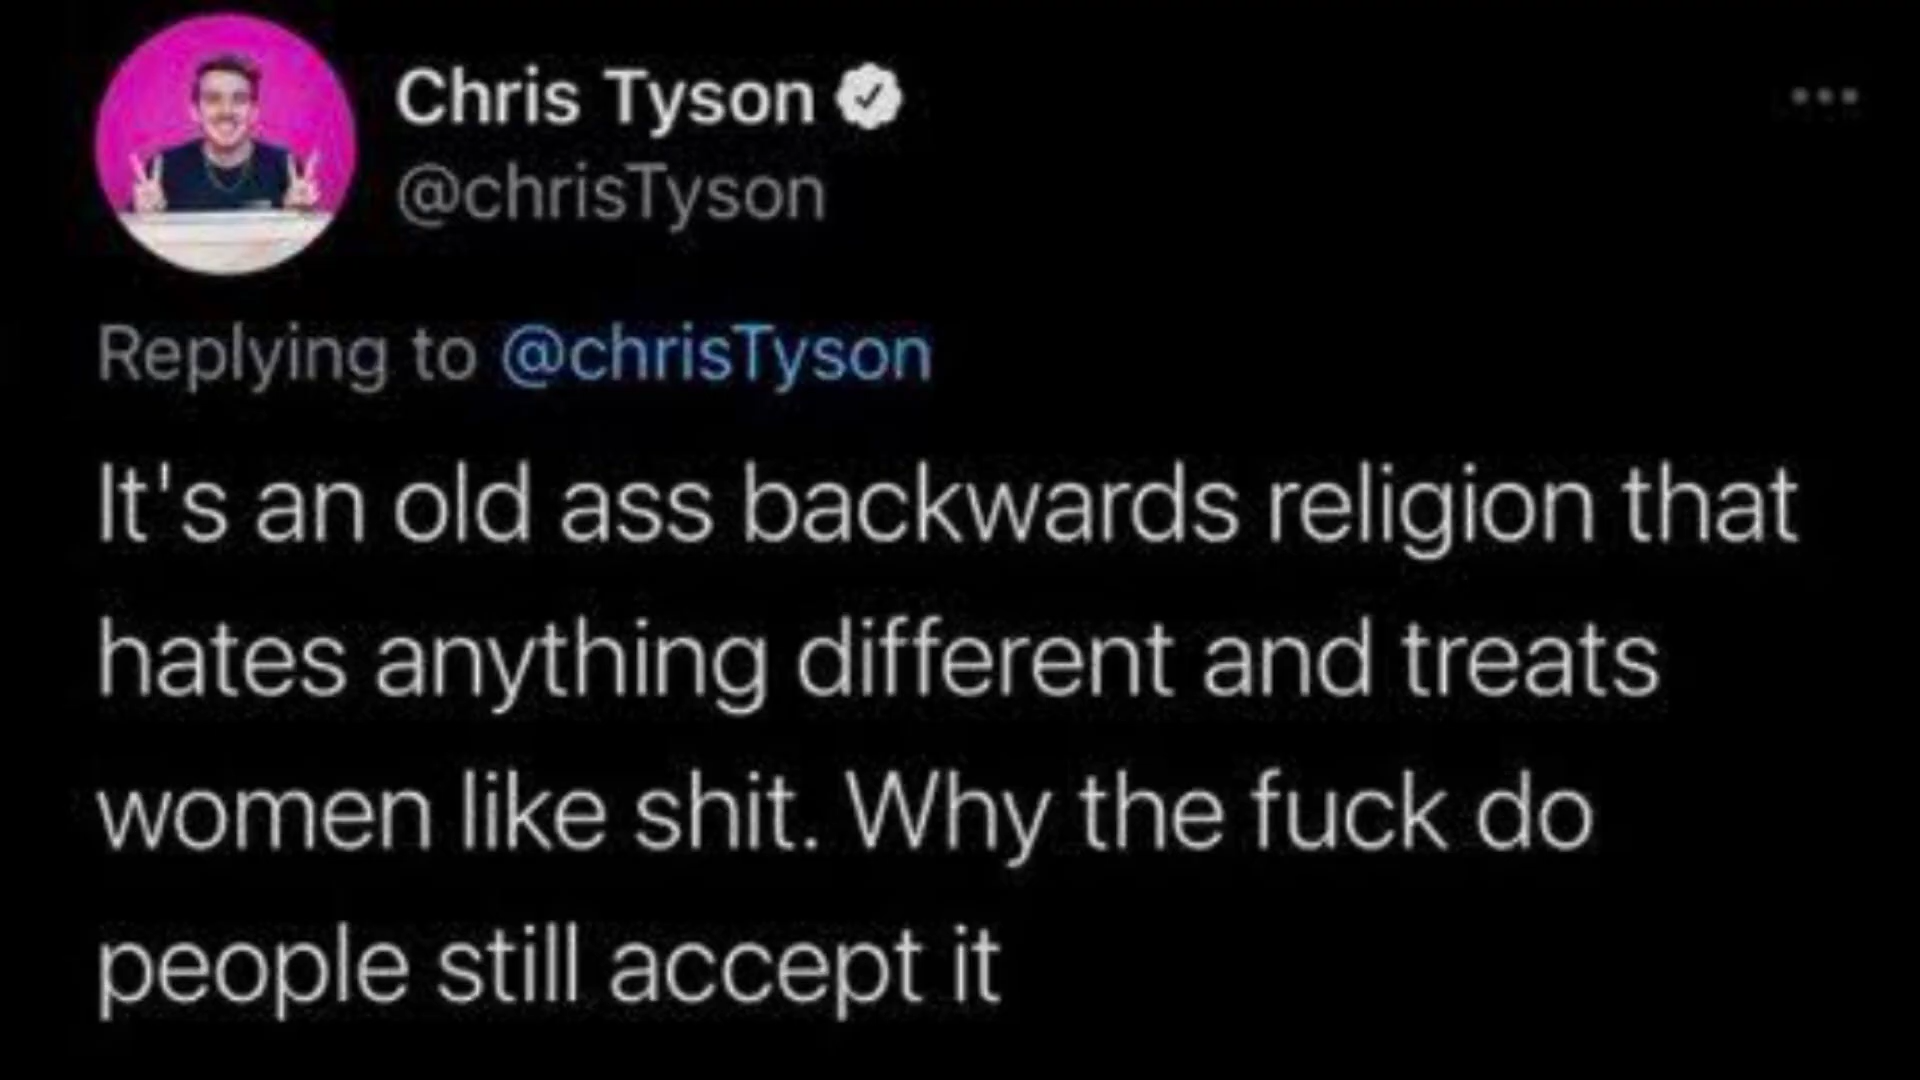 Chris Tyson
@chrisTyson
Replying to @chrisTyson
It's an old ass backwards religion that
hates anything different and treats
women like shit. Why the fuck do
people still accept it